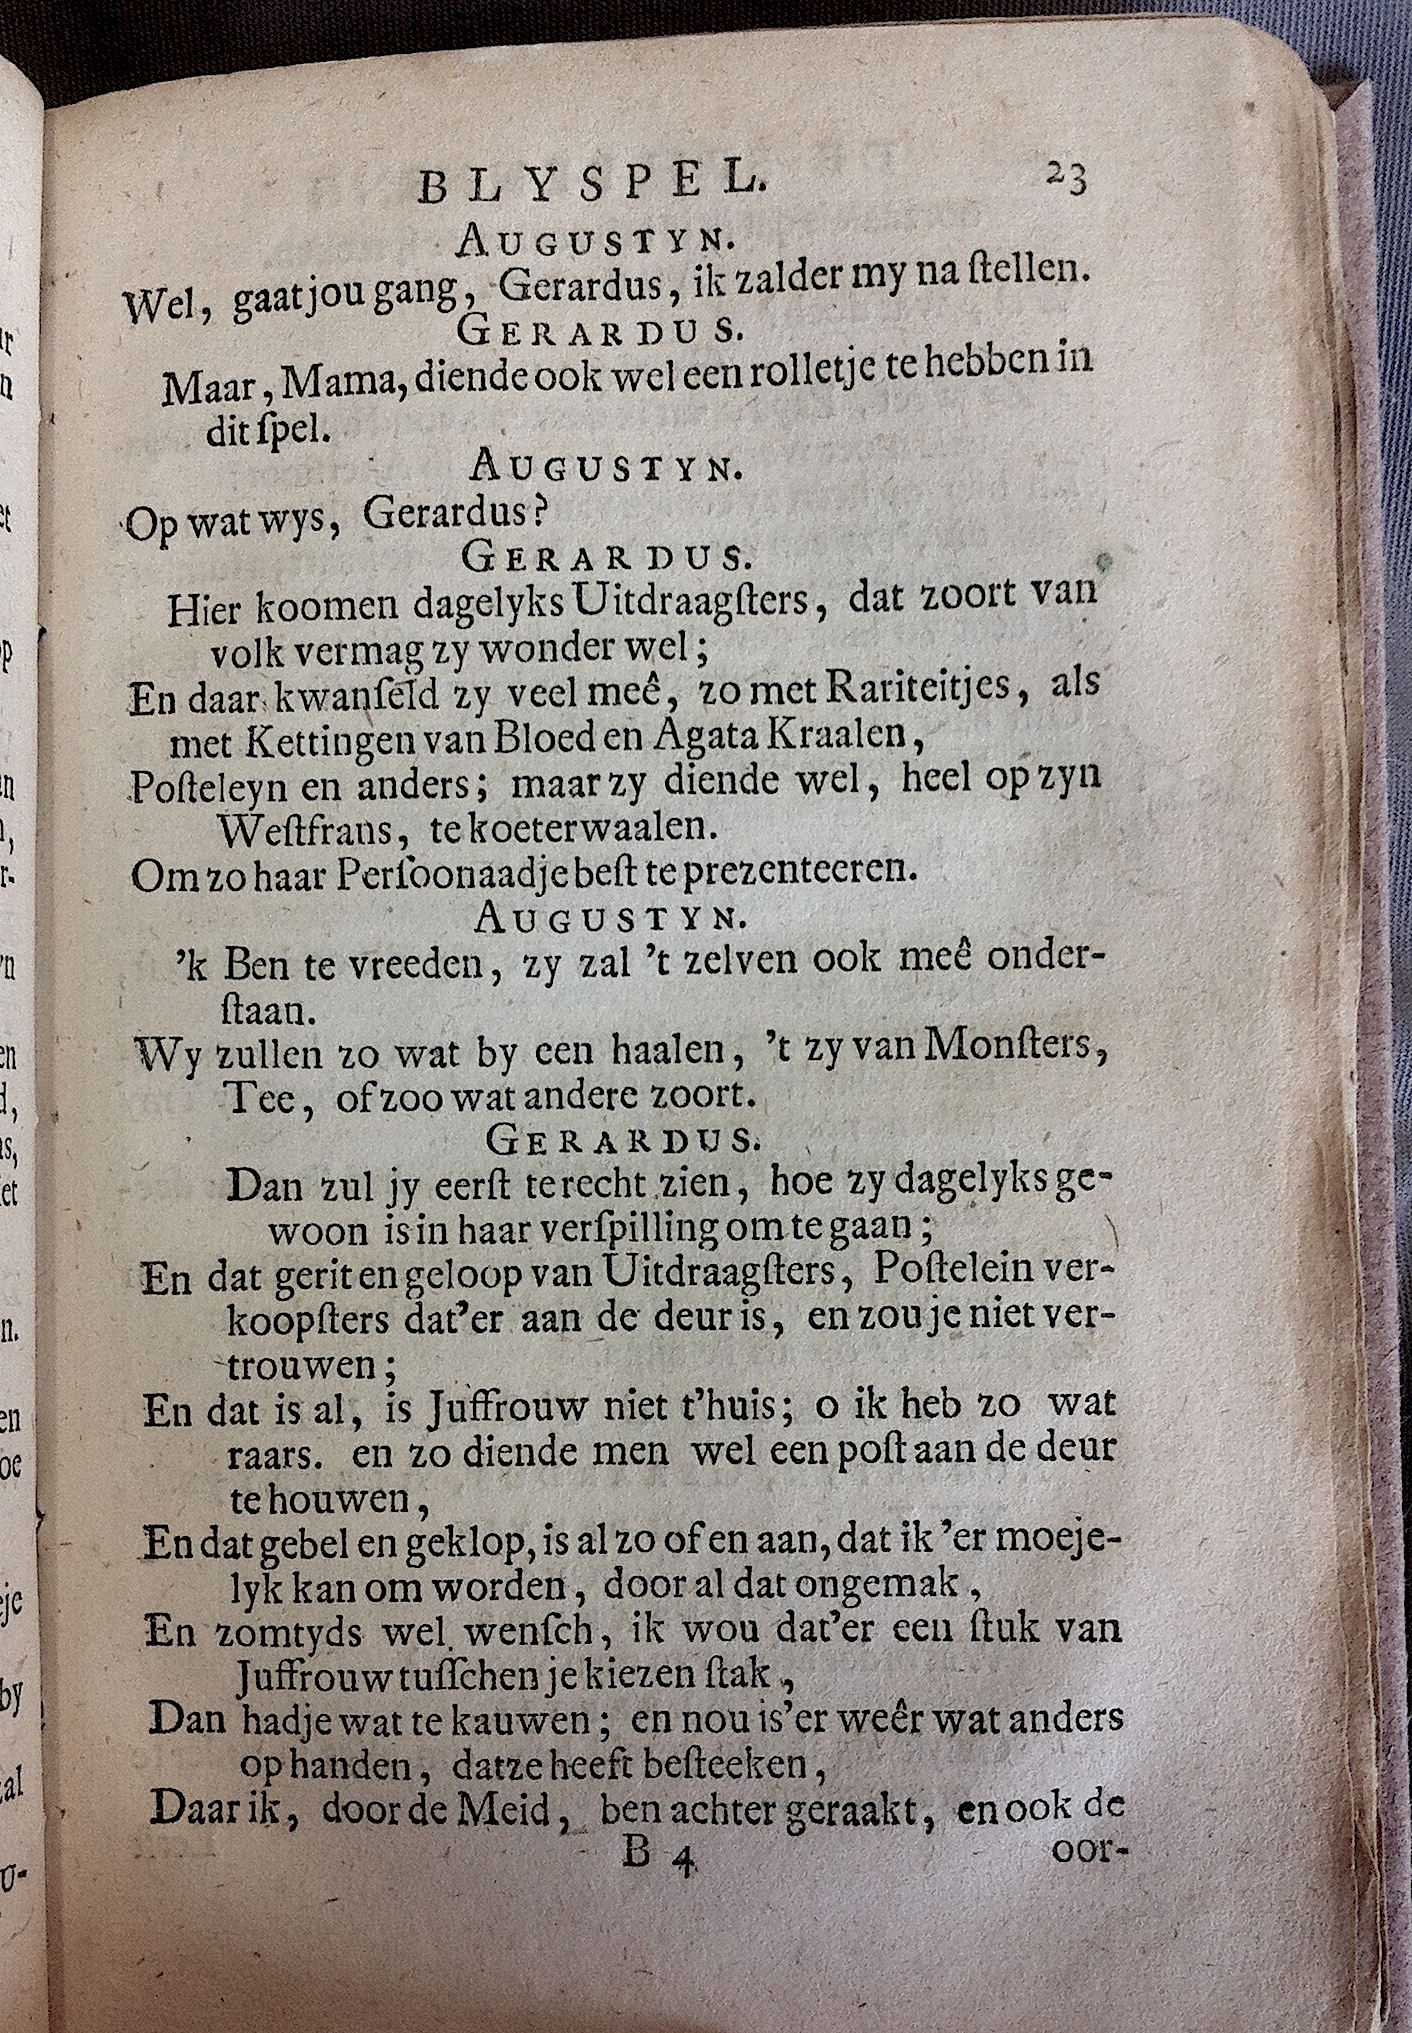 BLYSPEL. 23
AUGUSTYN.
Wel, gaat jou gang, Gerardus, ik zalder my na ſtellen.
GERARDUS.
Maar, Mama, diende ook wel een rolletje te hebben in
dit ſpel.
AUGUSTYN.
Op wat wys, Gerardus?
GERARDUS.
Hier koomen dagelyks Uitdraagſters, dat zoort van
volk vermag zy wonder wel;
En daar kwanſeld zy veel meê, zo met Rariteitjes, als
met Kettingen van Bloed en Agata Kraalen,
Poſteleyn en anders; maar zy diende wel, heel op zyn
Weſtfrans, te koeterwaalen.
Om zo haar Perſoonaadje beſt te prezenteeren.
AUGUSTYN.
'k Ben te vreeden, zy zal 't zelven ook meê onder-
ſtaan.
Wy zullen zo wat by een haalen, 't zy van Monſters,
Tee, of zoo wat andere zoort.
GERARDUS.
Dan zul jy eerſt te recht zien, hoe zy dagelyks ge-
woon is in haar verſpilling om te gaan;
En dat gerit en geloop van Uitdraagſters, Poſtelein ver-
koopſters dat'er aan de deur is, en zou je niet ver-
trouwen;
En dat is al, is Juffrouw niet t'huis; o ik heb zo wat
raars. en zo diende men wel een poſt aan de deur
te houwen,
En dat gebel en geklop, is al zo of en aan, dat ik 'er moeje-
lyk kan om worden, door al dat ongemak,
En zomtyds wel wenſch, ik wou dat'er een ſtuk van
Juffrouw tuſſchen je kiezen ſtak,
Dan hadje wat te kauwen; en nou is'er weêr wat anders
op handen, datze heeft beſteeken,
Daar ik, door de Meid, ben achter geraakt, en ook de
B 4 oor-